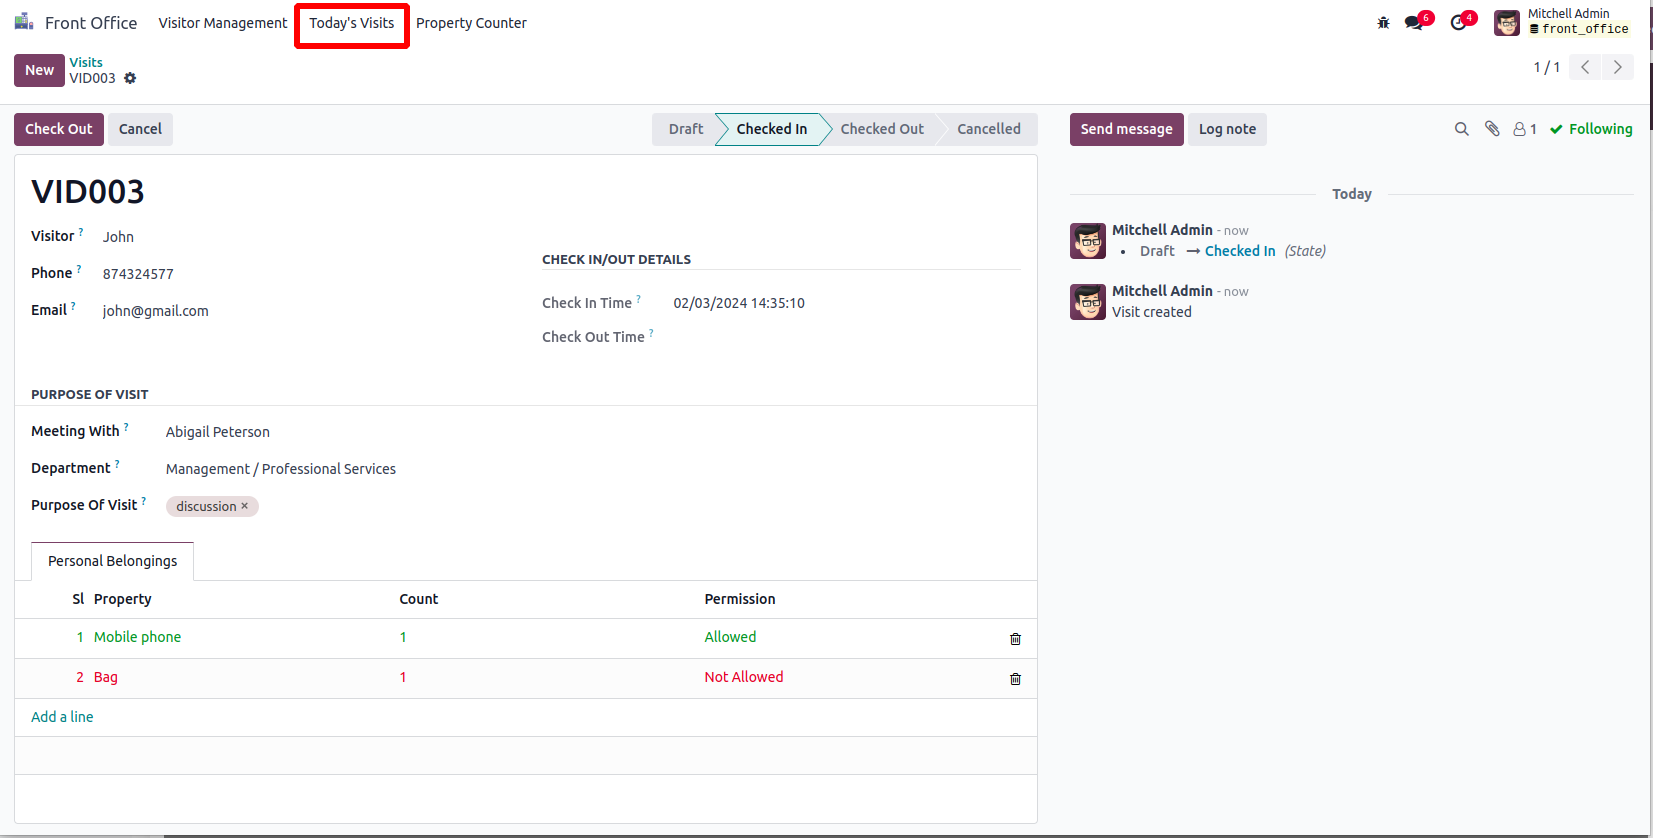 Front Office Visitor Management Today's Visits Property Counter 6 4 Mitchell Admin
front_office
New Visits
VID003
1 / 1
Check Out Cancel Draft Checked In Checked Out Cancelled Send message Log note 1 Following
VID003
Visitor ? John
Phone ? 874324577
Email ? john@gmail.com
CHECK IN/OUT DETAILS
Check In Time ? 02/03/2024 14:35:10
Check Out Time ?
PURPOSE OF VISIT
Meeting With ? Abigail Peterson
Department ? Management / Professional Services
Purpose Of Visit ? discussion ×
Personal Belongings
Sl Property Count Permission
1 Mobile phone 1 Allowed
2 Bag 1 Not Allowed
Add a line
Today
Mitchell Admin - now
• Draft → Checked In (State)
Mitchell Admin - now
Visit created